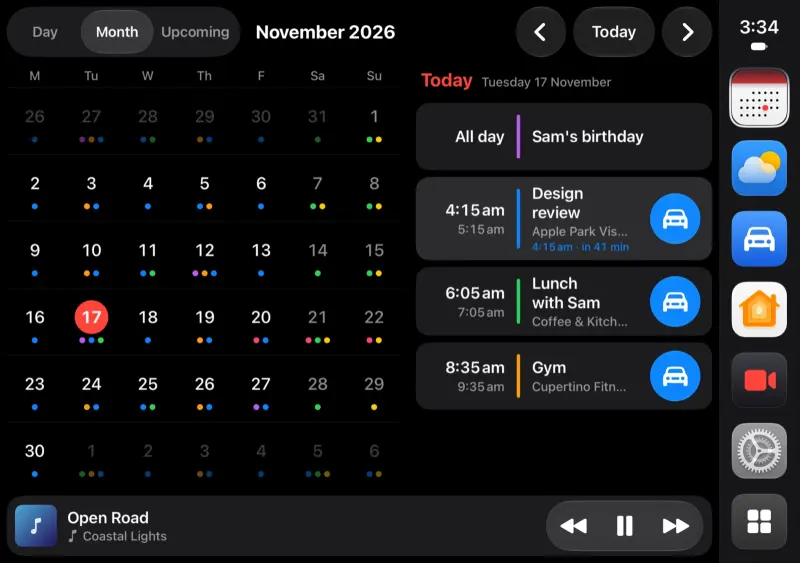 Day Month Upcoming
November 2026
Today
3:34
M Tu W Th F Sa Su
26 27 28 29 30 31 1
2 3 4 5 6 7 8
9 10 11 12 13 14 15
16 17 18 19 20 21 22
23 24 25 26 27 28 29
30 1 2 3 4 5 6
Today Tuesday 17 November
All day Sam's birthday
4:15 am
5:15 am
Design
review
Apple Park Vis...
4:15 am · in 41 min
6:05 am
7:05 am
Lunch
with Sam
Coffee & Kitch...
8:35 am
9:35 am
Gym
Cupertino Fitn...
Open Road
Coastal Lights